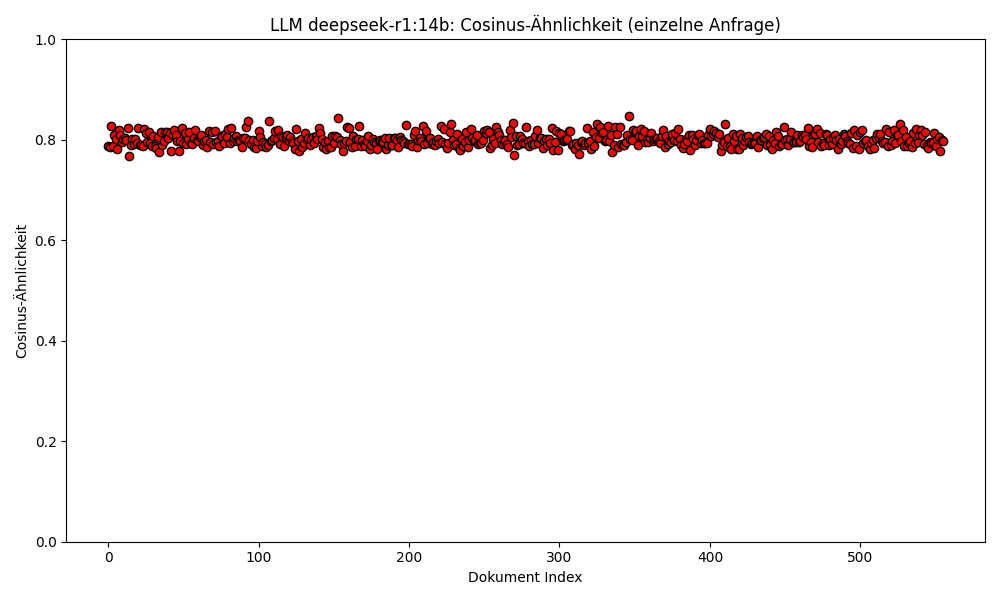 LLM deepseek-r1:14b: Cosinus-Ähnlichkeit (einzelne Anfrage)
1.0
0.8
0.6
0.4
0.2
0.0
Cosinus-Ähnlichkeit
0 100 200 300 400 500
Dokument Index